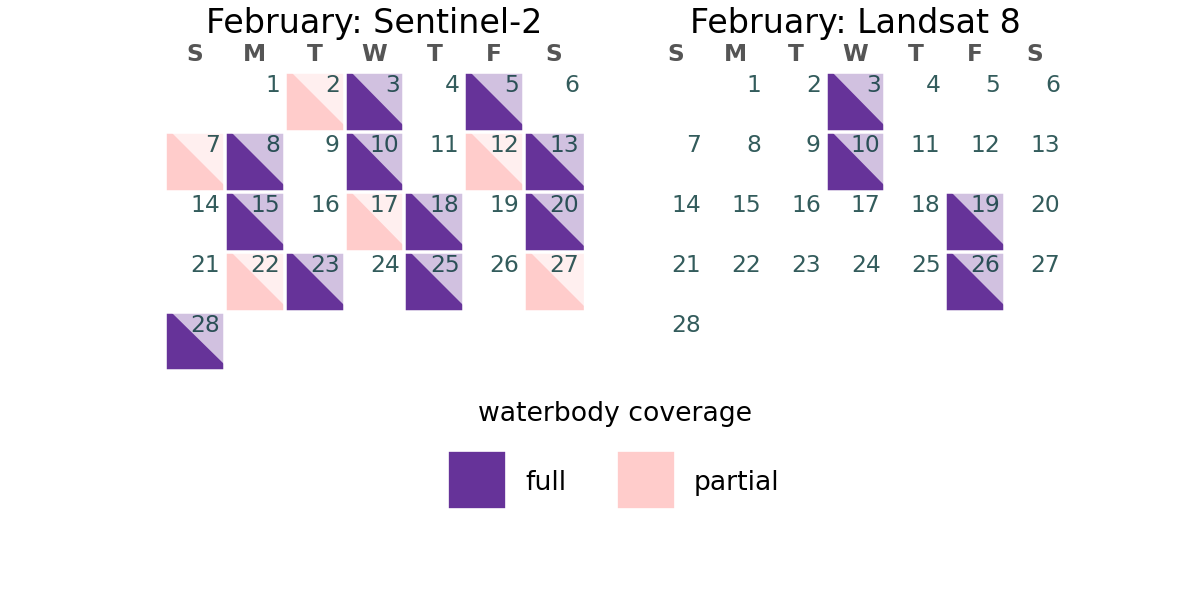 February: Sentinel-2
S M T W T F S
1 2 3 4 5 6
7 8 9 10 11 12 13
14 15 16 17 18 19 20
21 22 23 24 25 26 27
28
February: Landsat 8
S M T W T F S
1 2 3 4 5 6
7 8 9 10 11 12 13
14 15 16 17 18 19 20
21 22 23 24 25 26 27
28
waterbody coverage
full partial